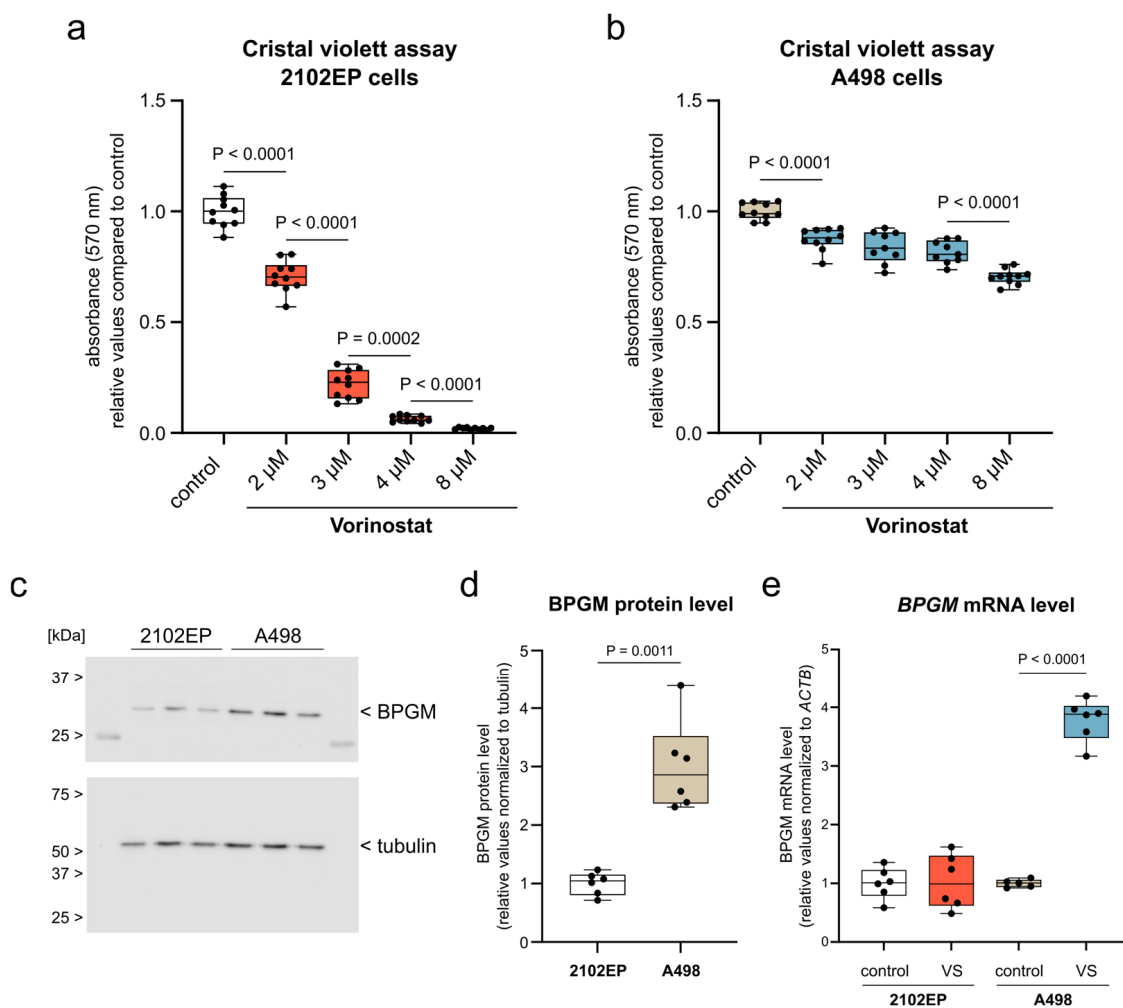 a
Cristal violett assay
2102EP cells
absorbance (570 nm)
relative values compared to control
1.5
1.0
0.5
0.0
P < 0.0001
P < 0.0001
P = 0.0002
P < 0.0001
control
2 µM
3 µM
4 µM
8 µM
Vorinostat
b
Cristal violett assay
A498 cells
absorbance (570 nm)
relative values compared to control
1.5
1.0
0.5
0.0
P < 0.0001
P < 0.0001
control
2 µM
3 µM
4 µM
8 µM
Vorinostat
c
[kDa]
2102EP
A498
37 >
25 >
< BPGM
75 >
50 >
37 >
25 >
< tubulin
d
BPGM protein level
BPGM protein level
(relative values normalized to tubulin)
5
4
3
2
1
0
P = 0.0011
2102EP
A498
e
BPGM mRNA level
BPGM mRNA level
(relative values normalized to ACTB)
5
4
3
2
1
0
P < 0.0001
control
VS
control
VS
2102EP
A498